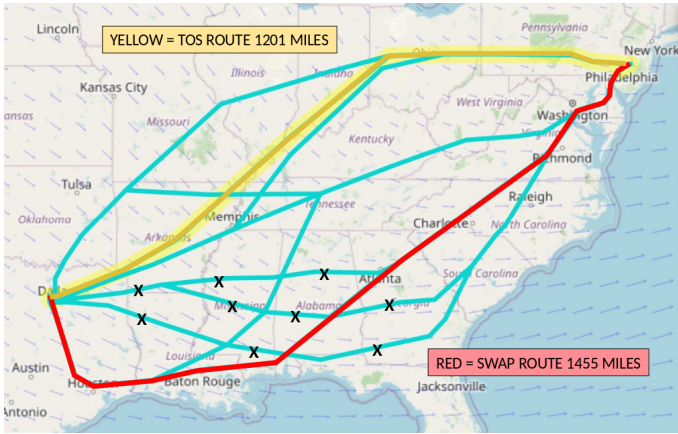 Lincoln
YELLOW = TOS ROUTE 1201 MILES
Pennsylvania
New York
Ohio
Illinois
Indiana
Philadelphia
Kansas City
West Virginia
Washington
ansas
Missouri
Virginia
Kentucky
Richmond
Tulsa
Raleigh
Tennessee
Memphis
Oklahoma
Charlotte
North Carolina
Arkansas
Atlanta
South Carolina
X
X
X
X
X
X
X
X
X
Mississippi
Alabama
Georgia
Louisiana
RED = SWAP ROUTE 1455 MILES
Austin
Houston
Baton Rouge
Jacksonville
Antonio